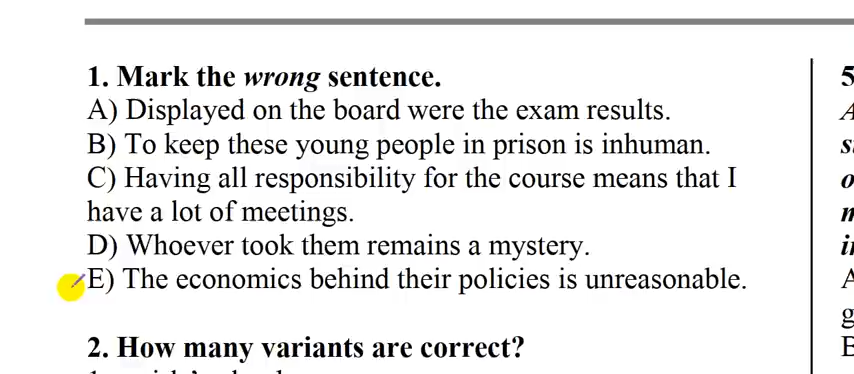 1. Mark the wrong sentence.
A) Displayed on the board were the exam results.
B) To keep these young people in prison is inhuman.
C) Having all responsibility for the course means that I
have a lot of meetings.
D) Whoever took them remains a mystery.
E) The economics behind their policies is unreasonable.
2. How many variants are correct?
5